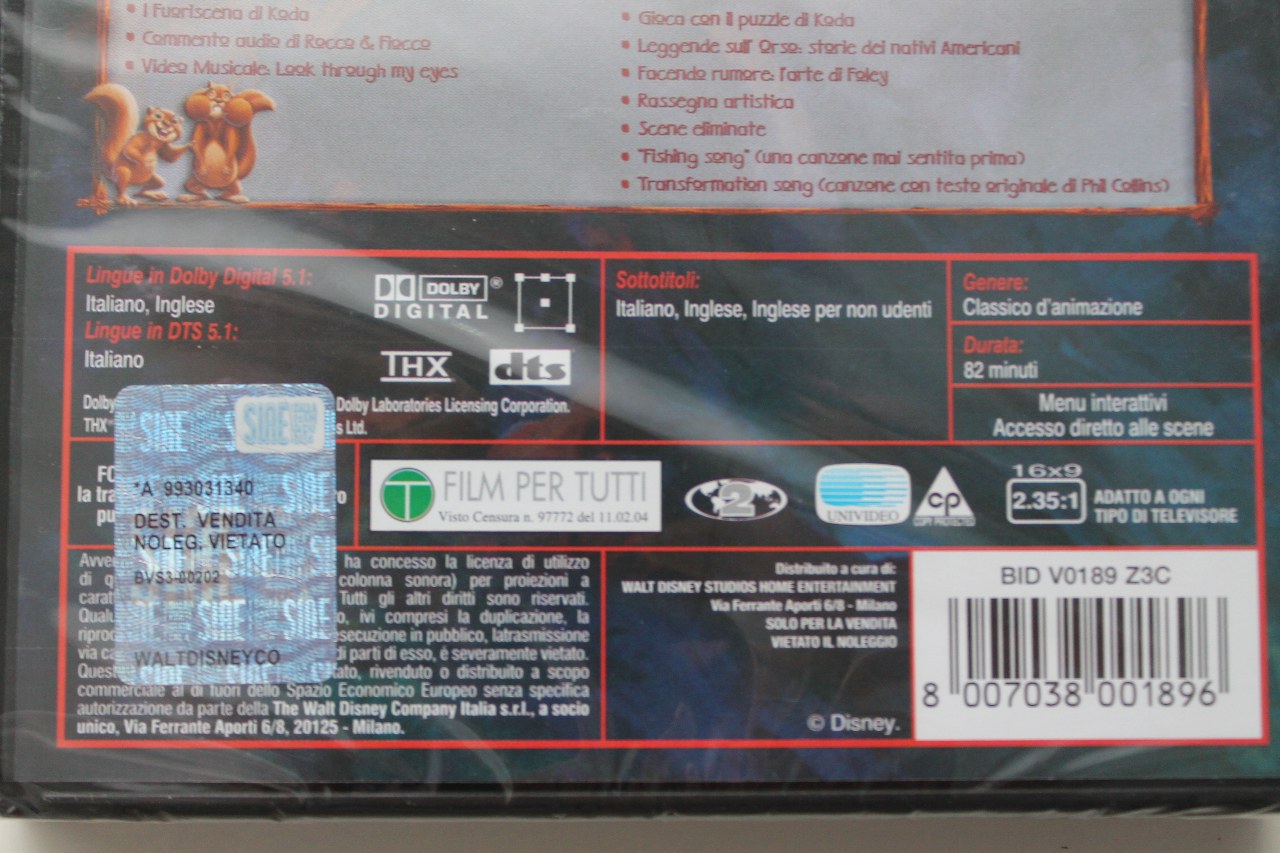 • I Fuoriscena di Koda
• Commento audio di Rocco & Fiocco
• Video Musicale: Look through my eyes
• Gioca con il puzzle di Koda
• Leggende sull' Orso: storie dei nativi Americani
• Facendo rumore: l'arte di Foley
• Rassegna artistica
• Scene eliminate
• "Fishing song" (una canzone mai sentita prima)
• Transformation song (canzone con testo originale di Phil Collins)
Lingue in Dolby Digital 5.1:
Italiano, Inglese
Lingue in DTS 5.1:
Italiano
DOLBY®
DIGITAL
THX
dts
Dolby
Dolby Laboratories Licensing Corporation.
THX
s Ltd.
Sottotitoli:
Italiano, Inglese, Inglese per non udenti
Genere:
Classico d'animazione
Durata:
82 minuti
Menu interattivi
Accesso diretto alle scene
SIAE
*A 993031340
DEST. VENDITA
NOLEG. VIETATO
BVS3-00202
WALTDISNEYCO
T
FILM PER TUTTI
Visto Censura n. 97772 del 11.02.04
2
UNIVIDEO
cp
COPY PROTECTED
16x9
2.35:1
ADATTO A OGNI
TIPO DI TELEVISORE
ha concesso la licenza di utilizzo
di
colonna sonora) per proiezioni a
Tutti gli altri diritti sono riservati.
ivi compresi la duplicazione, la
esecuzione in pubblico, latrasmissione
via
di parti di esso, è severamente vietato.
rivenduto o distribuito a scopo
commerciale al di fuori dello Spazio Economico Europeo senza specifica
autorizzazione da parte della The Walt Disney Company Italia s.r.l., a socio
unico, Via Ferrante Aporti 6/8, 20125 - Milano.
Distribuito a cura di:
WALT DISNEY STUDIOS HOME ENTERTAINMENT
Via Ferrante Aporti 6/8 - Milano
SOLO PER LA VENDITA
VIETATO IL NOLEGGIO
© Disney.
BID V0189 Z3C
8 007038 001896